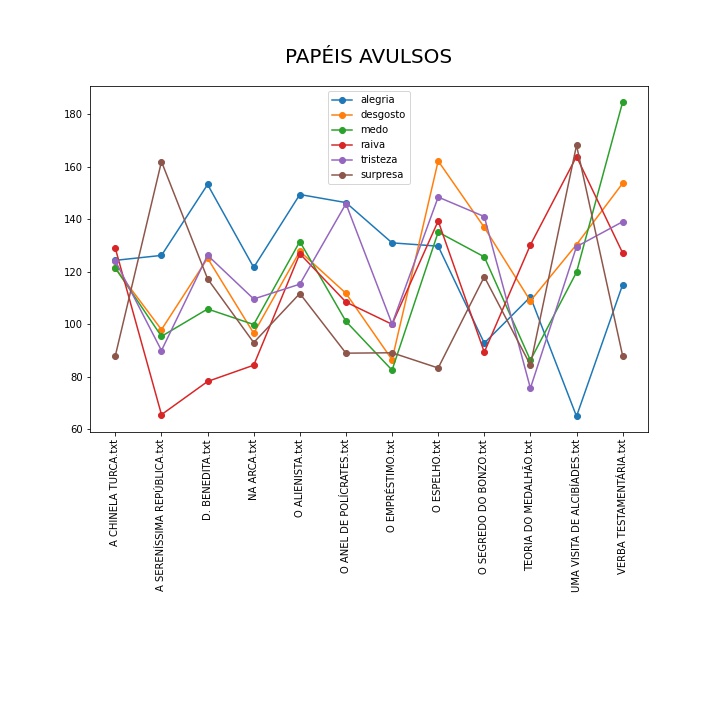 PAPÉIS AVULSOS
alegria
desgosto
medo
raiva
tristeza
surpresa
180
160
140
120
100
80
60
A CHINELA TURCA.txt
A SERENÍSSIMA REPÚBLICA.txt
D. BENEDITA.txt
NA ARCA.txt
O ALIENISTA.txt
O ANEL DE POLÍCRATES.txt
O EMPRÉSTIMO.txt
O ESPELHO.txt
O SEGREDO DO BONZO.txt
TEORIA DO MEDALHÃO.txt
UMA VISITA DE ALCIBÍADES.txt
VERBA TESTAMENTÁRIA.txt